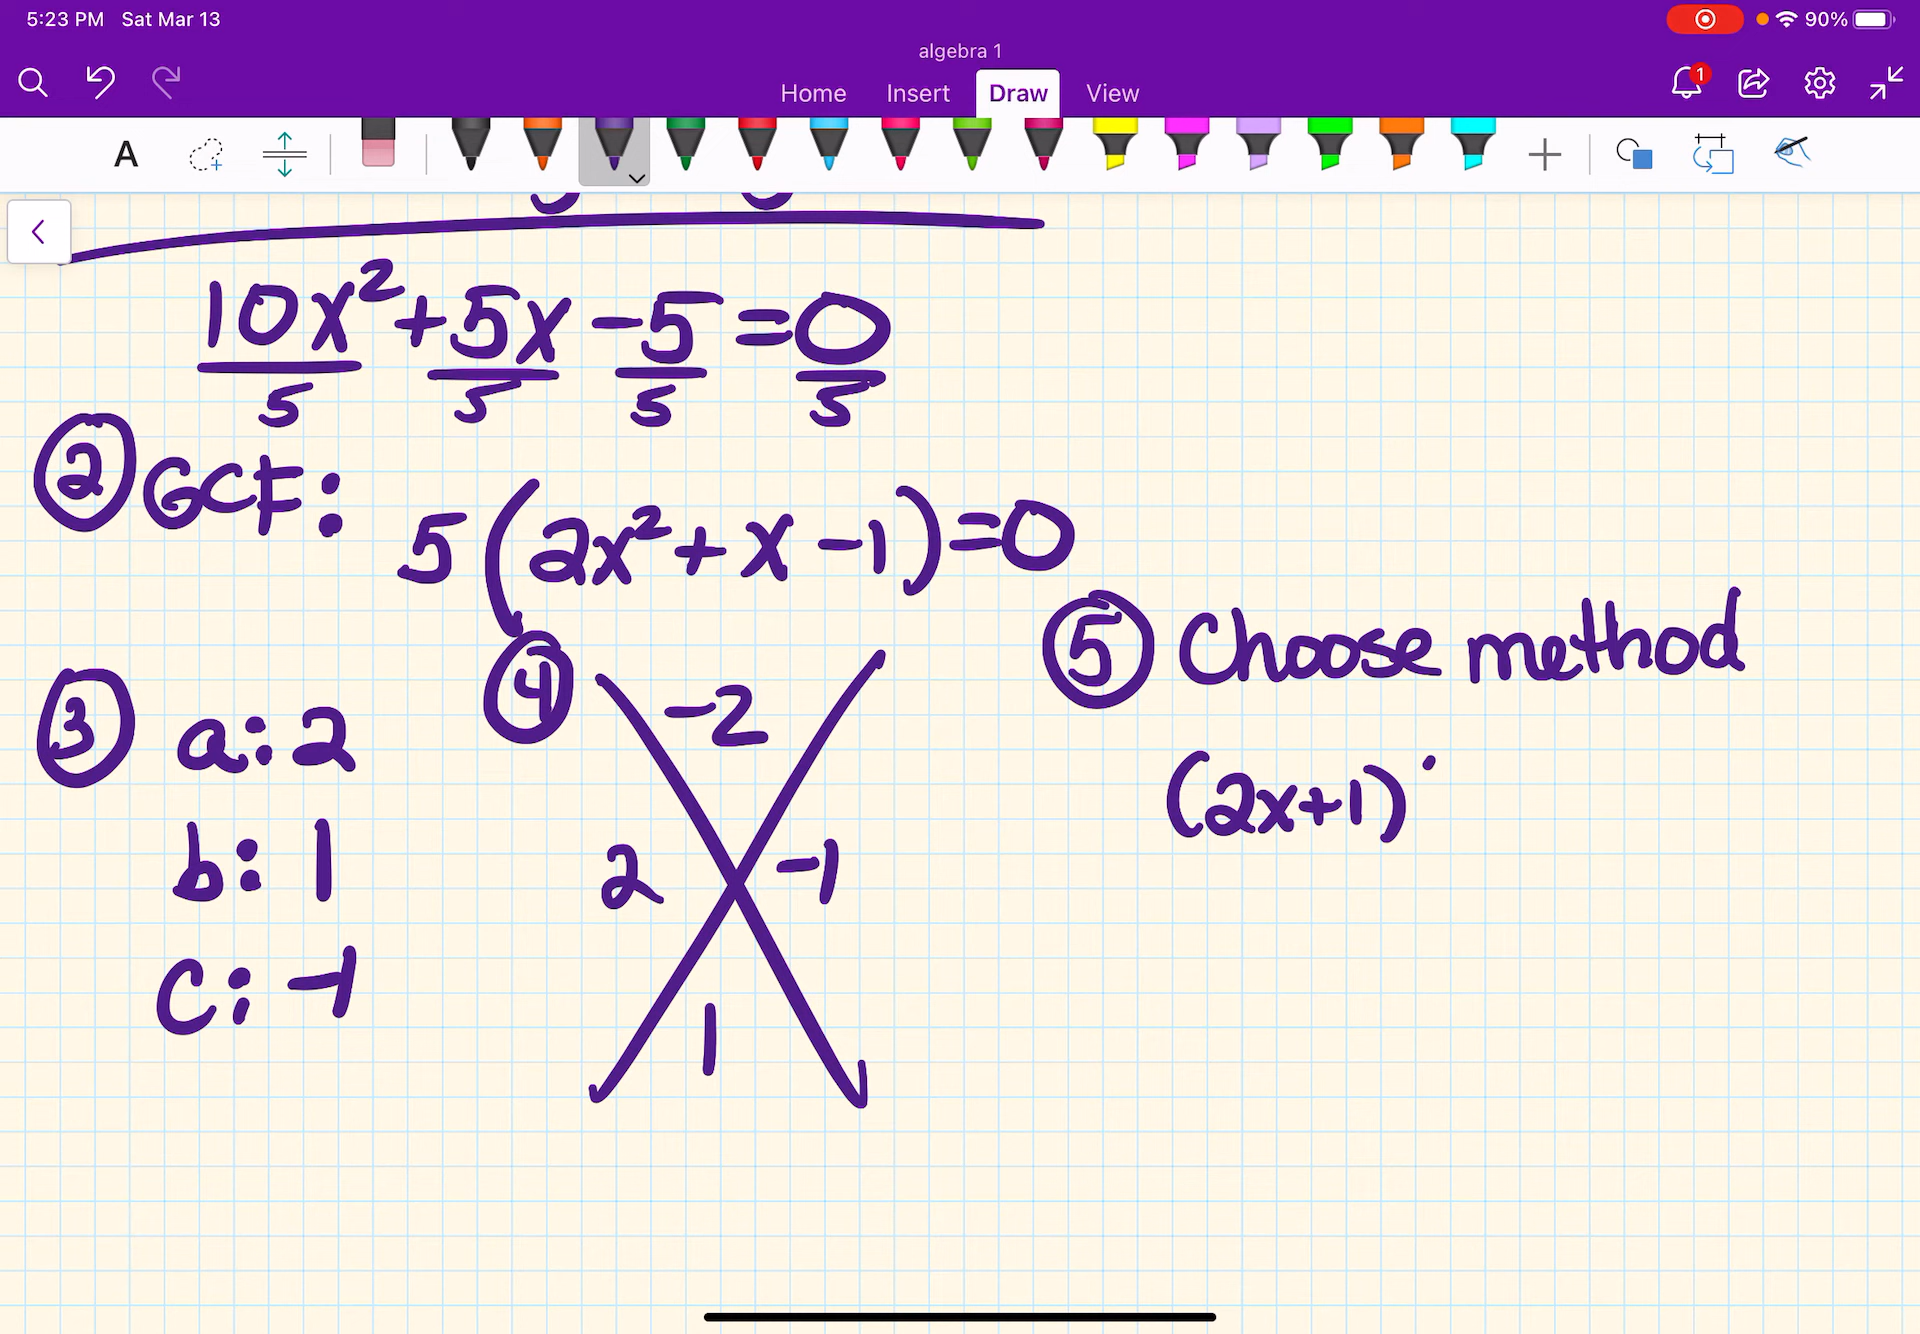 5:23 PM Sat Mar 13
90%
algebra 1
Home Insert Draw View
1
A
10x²+5x-5=0
5 5 5 5
② GCF:
5(2x²+x-1)=0
③ a:2
b: 1
c: -1
④ -2
2 -1
1
⑤ Choose method
(2x+1)